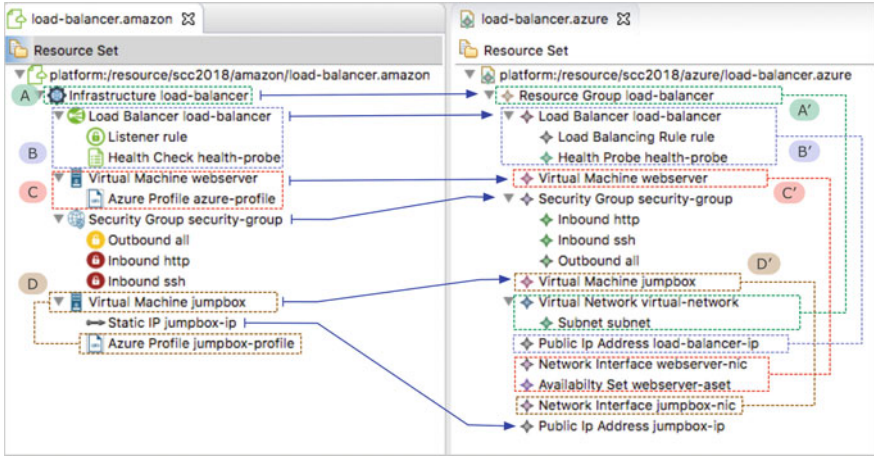 load-balancer.amazon
Resource Set
platform:/resource/scc2018/amazon/load-balancer.amazon
A
Infrastructure load-balancer
Load Balancer load-balancer
Listener rule
B
Health Check health-probe
Virtual Machine webserver
C
Azure Profile azure-profile
Security Group security-group
Outbound all
Inbound http
Inbound ssh
D
Virtual Machine jumpbox
Static IP jumpbox-ip
Azure Profile jumpbox-profile
load-balancer.azure
Resource Set
platform:/resource/scc2018/azure/load-balancer.azure
Resource Group load-balancer
A'
Load Balancer load-balancer
Load Balancing Rule rule
B'
Health Probe health-probe
Virtual Machine webserver
C'
Security Group security-group
Inbound http
Inbound ssh
Outbound all
D'
Virtual Machine jumpbox
Virtual Network virtual-network
Subnet subnet
Public Ip Address load-balancer-ip
Network Interface webserver-nic
Availabilty Set webserver-aset
Network Interface jumpbox-nic
Public Ip Address jumpbox-ip